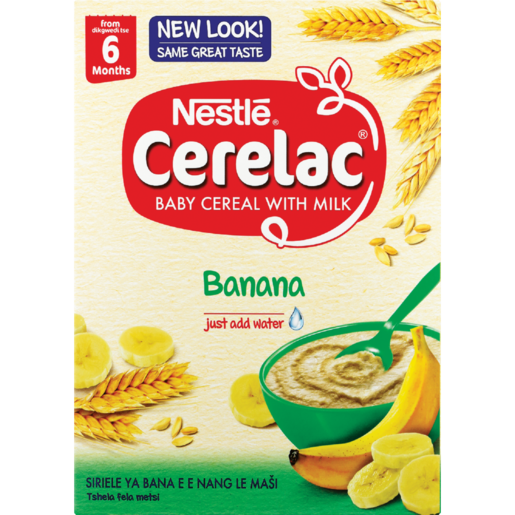 from
dikgwedi tse
6
Months
NEW LOOK!
SAME GREAT TASTE
Nestlé®
Cerelac®
BABY CEREAL WITH MILK
Banana
just add water
SIRIELE YA BANA E E NANG LE MAŠI
Tshela fela metsi